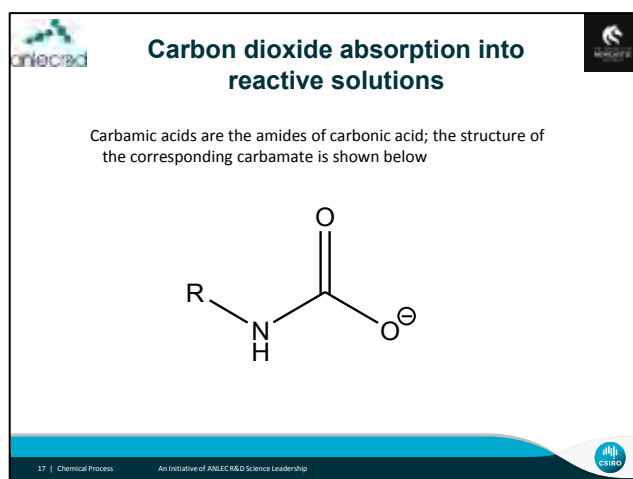 anlecr&d
Carbon dioxide absorption into
reactive solutions
Carbamic acids are the amides of carbonic acid; the structure of
the corresponding carbamate is shown below
O
R
N
H
O
17 | Chemical Process An Initiative of ANLEC R&D Science Leadership
CSIRO